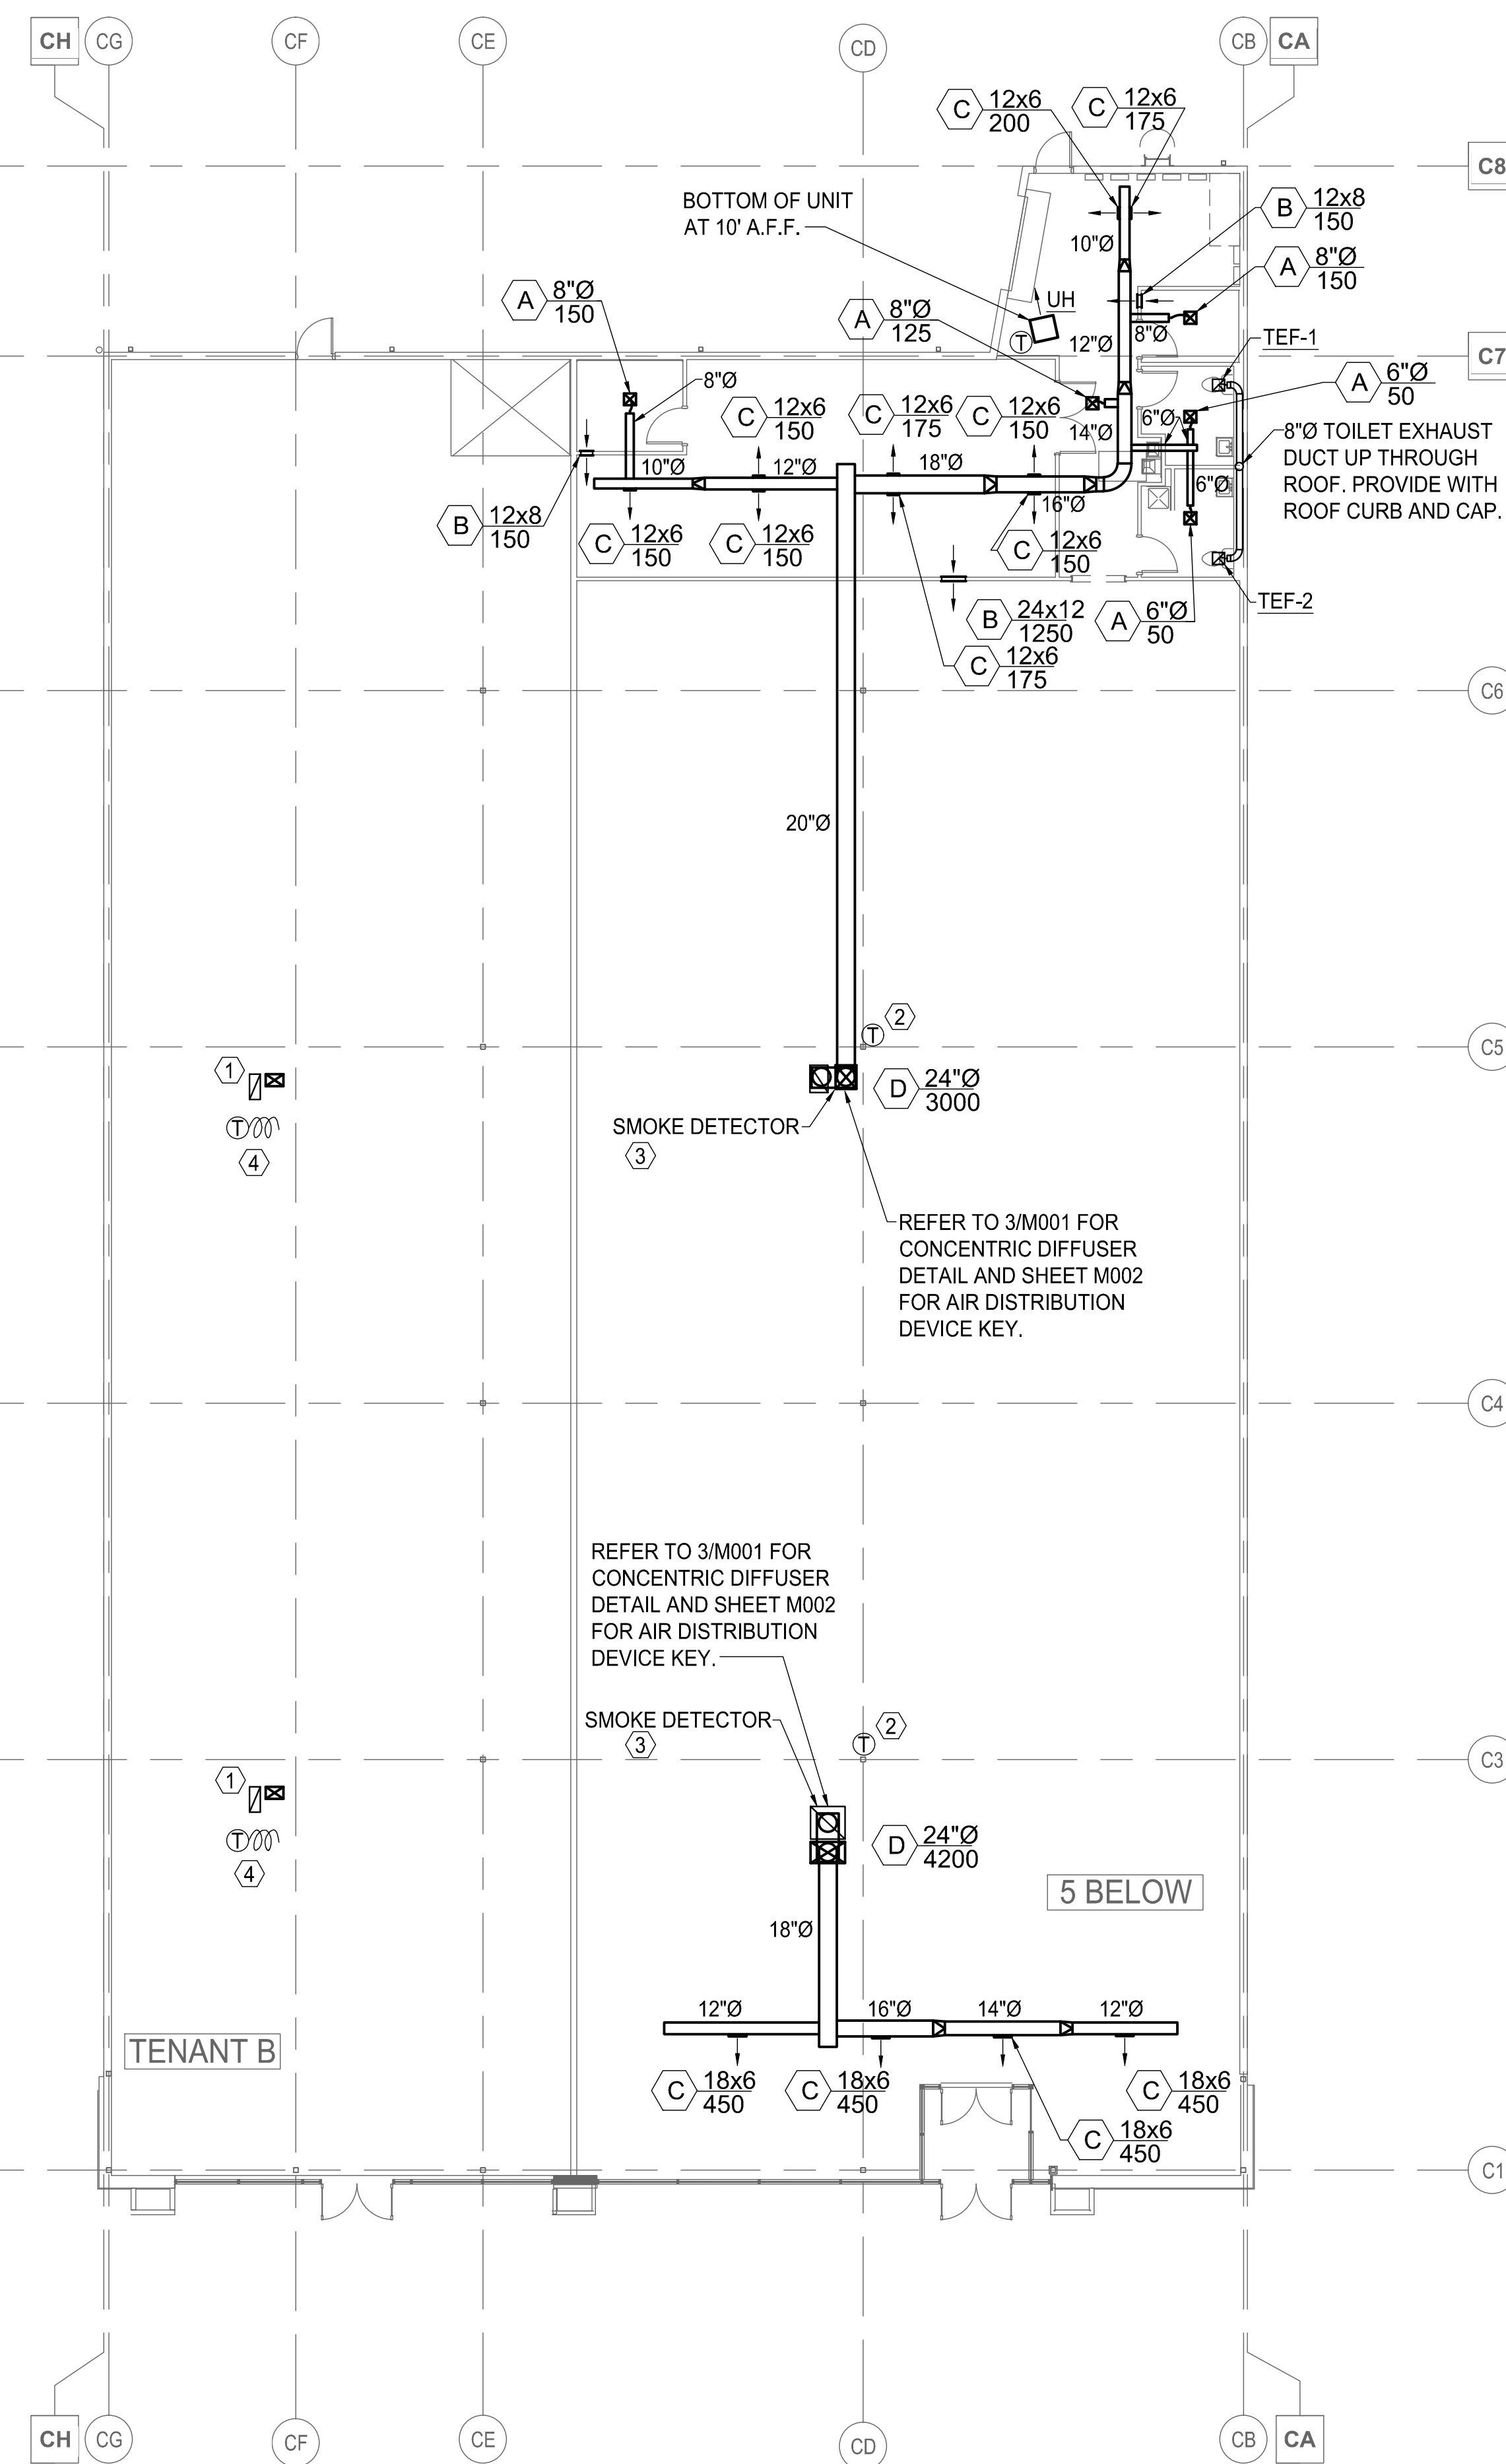 CH
CG
CF
CE
CD
CB
CA
C 12x6
200
C 12x6
175
C8
BOTTOM OF UNIT
AT 10' A.F.F.
B 12x8
150
10"Ø
A 8"Ø
150
A 8"Ø
150
UH
A 8"Ø
125
T
12"Ø
8"Ø
TEF-1
C7
A 6"Ø
50
8"Ø
C 12x6
150
C 12x6
175
C 12x6
150
6"Ø
14"Ø
8"Ø TOILET EXHAUST
DUCT UP THROUGH
ROOF. PROVIDE WITH
ROOF CURB AND CAP.
10"Ø
12"Ø
18"Ø
16"Ø
6"Ø
B 12x8
150
C 12x6
150
C 12x6
150
C 12x6
150
TEF-2
B 24x12
1250
A 6"Ø
50
C 12x6
175
C6
20"Ø
2
T
C5
1
D 24"Ø
3000
T
4
SMOKE DETECTOR
3
REFER TO 3/M001 FOR
CONCENTRIC DIFFUSER
DETAIL AND SHEET M002
FOR AIR DISTRIBUTION
DEVICE KEY.
C4
REFER TO 3/M001 FOR
CONCENTRIC DIFFUSER
DETAIL AND SHEET M002
FOR AIR DISTRIBUTION
DEVICE KEY.
SMOKE DETECTOR
3
2
T
C3
1
T
4
D 24"Ø
4200
5 BELOW
18"Ø
12"Ø
16"Ø
14"Ø
12"Ø
TENANT B
C 18x6
450
C 18x6
450
C 18x6
450
C 18x6
450
C1
CH
CG
CF
CE
CD
CB
CA